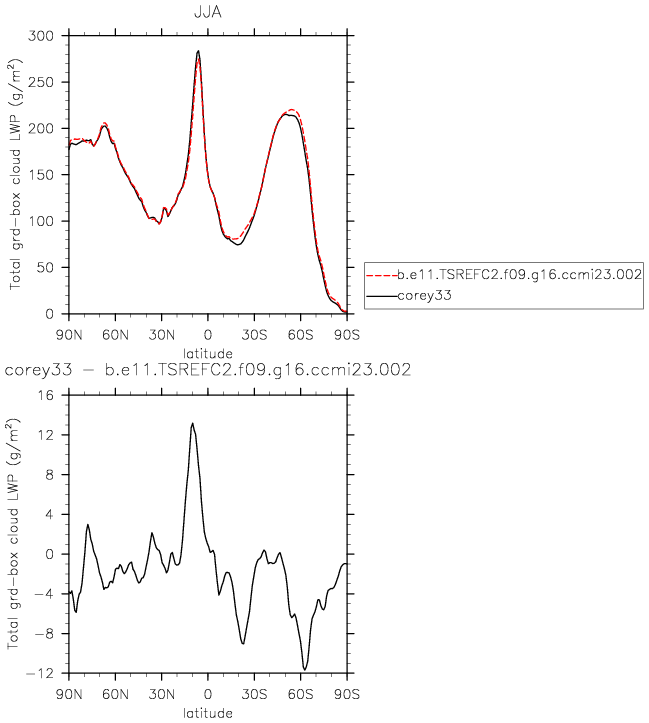 JJA
Total grd-box cloud LWP (g/m²)
300
250
200
150
100
50
0
90N 60N 30N 0 30S 60S 90S
latitude
b.e11.TSREFC2.f09.g16.ccmi23.002
corey33
corey33 - b.e11.TSREFC2.f09.g16.ccmi23.002
Total grd-box cloud LWP (g/m²)
16
12
8
4
0
-4
-8
-12
90N 60N 30N 0 30S 60S 90S
latitude